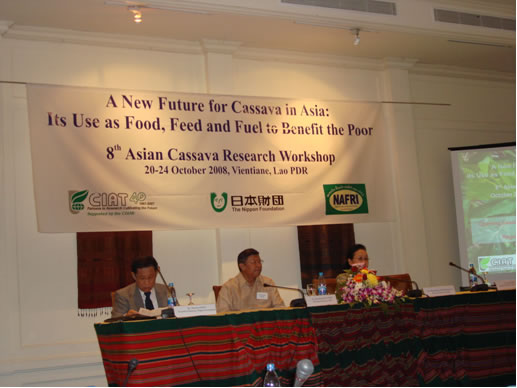 A New Future for Cassava in Asia:
Its Use as Food, Feed and Fuel to Benefit the Poor
8th Asian Cassava Research Workshop
20-24 October 2008, Vientiane, Lao PDR
CIAT 40
日本財団
The Nippon Foundation
NAFRI
CIAT